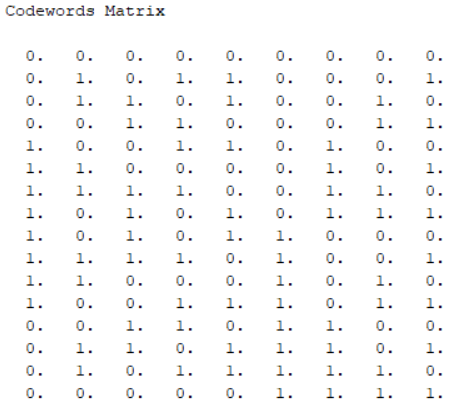 Codewords Matrix
0. 0. 0. 0. 0. 0. 0. 0. 0.
0. 1. 0. 1. 1. 0. 0. 0. 1.
0. 1. 1. 0. 1. 0. 0. 1. 0.
0. 0. 1. 1. 0. 0. 0. 1. 1.
1. 0. 0. 1. 1. 0. 1. 0. 0.
1. 1. 0. 0. 0. 0. 1. 0. 1.
1. 1. 1. 1. 0. 0. 1. 1. 0.
1. 0. 1. 0. 1. 0. 1. 1. 1.
1. 0. 1. 0. 1. 1. 0. 0. 0.
1. 1. 1. 1. 0. 1. 0. 0. 1.
1. 1. 0. 0. 0. 1. 0. 1. 0.
1. 0. 0. 1. 1. 1. 0. 1. 1.
0. 0. 1. 1. 0. 1. 1. 0. 0.
0. 1. 1. 0. 1. 1. 1. 0. 1.
0. 1. 0. 1. 1. 1. 1. 1. 0.
0. 0. 0. 0. 0. 1. 1. 1. 1.